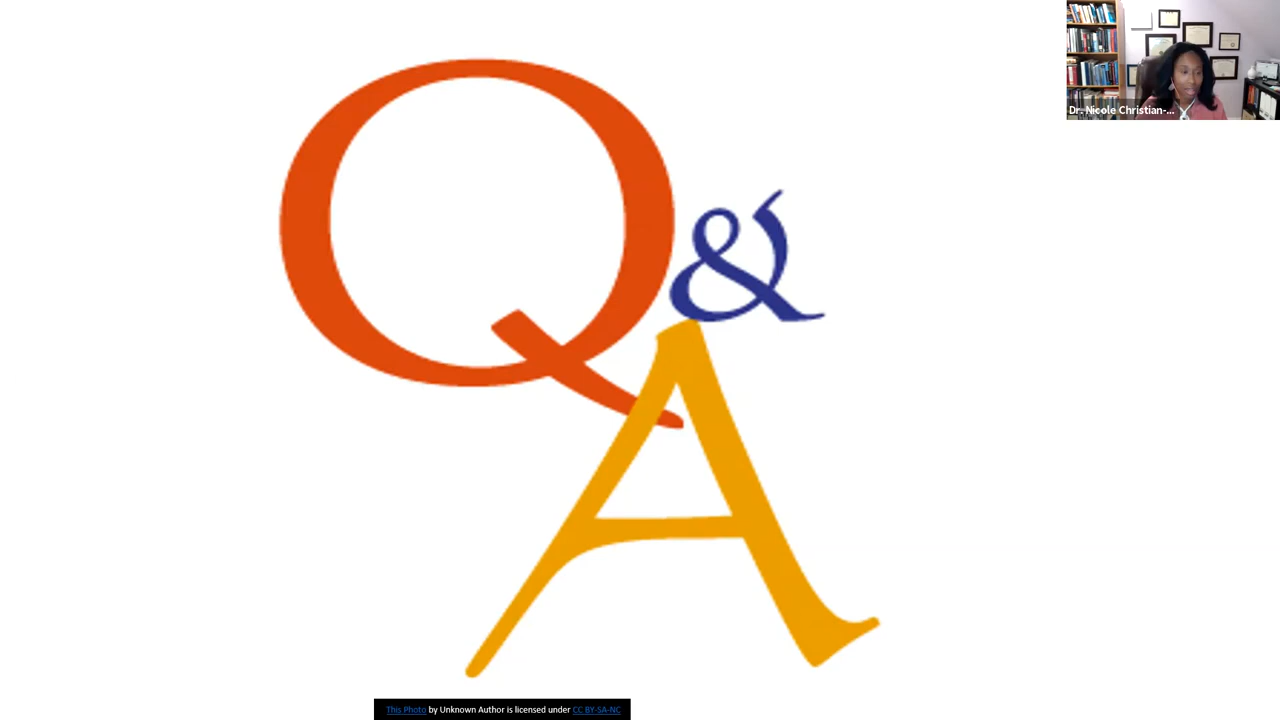 Q
&
A
Dr. Nicole Christian-...
This Photo by Unknown Author is licensed under CC BY-SA-NC